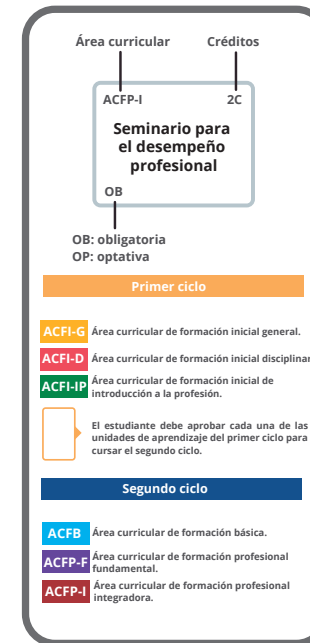 Área curricular
Créditos
ACFP-I
2C
Seminario para
el desempeño
profesional
OB
OB: obligatoria
OP: optativa
Primer ciclo
ACFI-G Área curricular de formación inicial general.
ACFI-D Área curricular de formación inicial disciplinar
ACFI-IP Área curricular de formación inicial de
introducción a la profesión.
El estudiante debe aprobar cada una de las
unidades de aprendizaje del primer ciclo para
cursar el segundo ciclo.
Segundo ciclo
ACFB Área curricular de formación básica.
ACFP-F Área curricular de formación profesional
fundamental.
ACFP-I Área curricular de formación profesional
integradora.